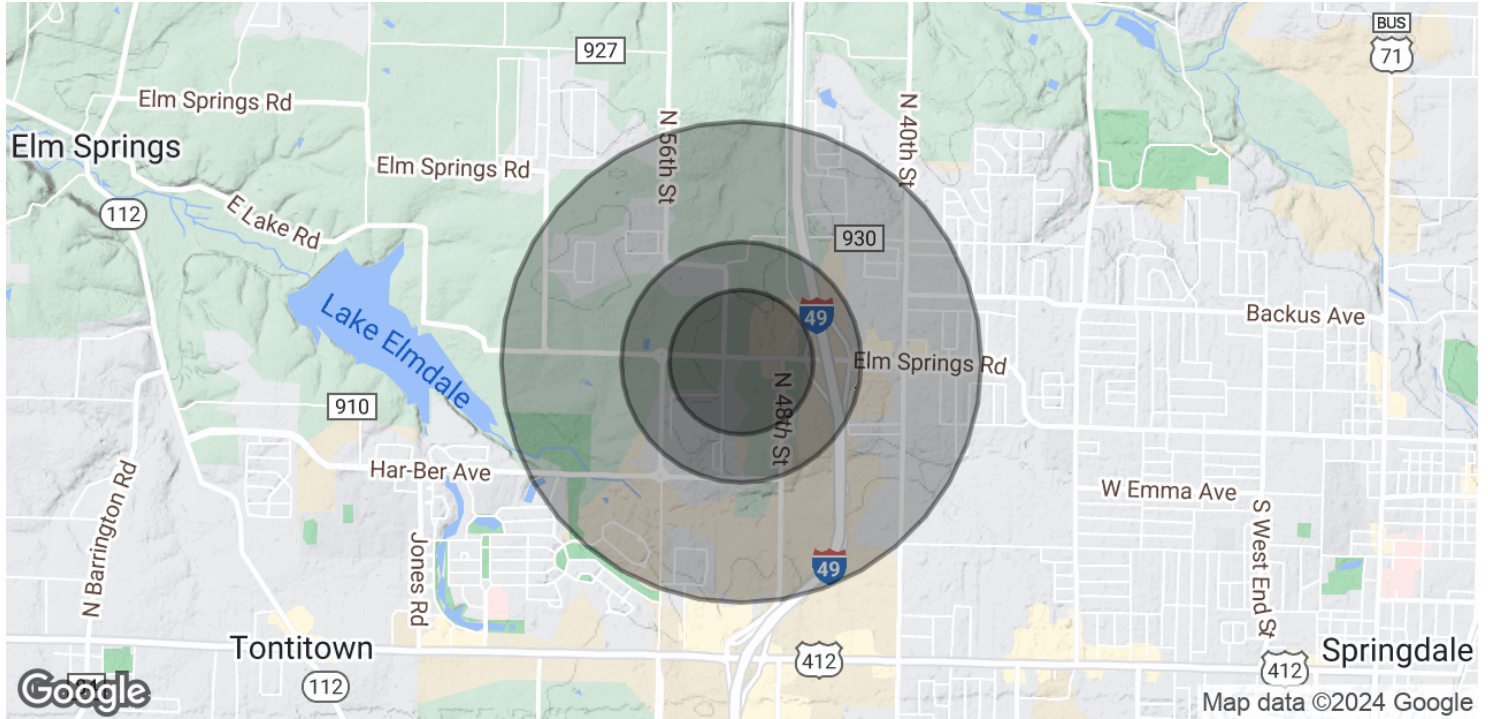 927
BUS
71
Elm Springs Rd
N 56th St
N 40th St
Elm Springs
Elm Springs Rd
112
E Lake Rd
930
Lake Elmdale
49
Backus Ave
Elm Springs Rd
910
N 48th St
Har-Ber Ave
W Emma Ave
N Barrington Rd
Jones Rd
S West End St
49
Tontitown
412
Springdale
412
112
Google
Map data ©2024 Google